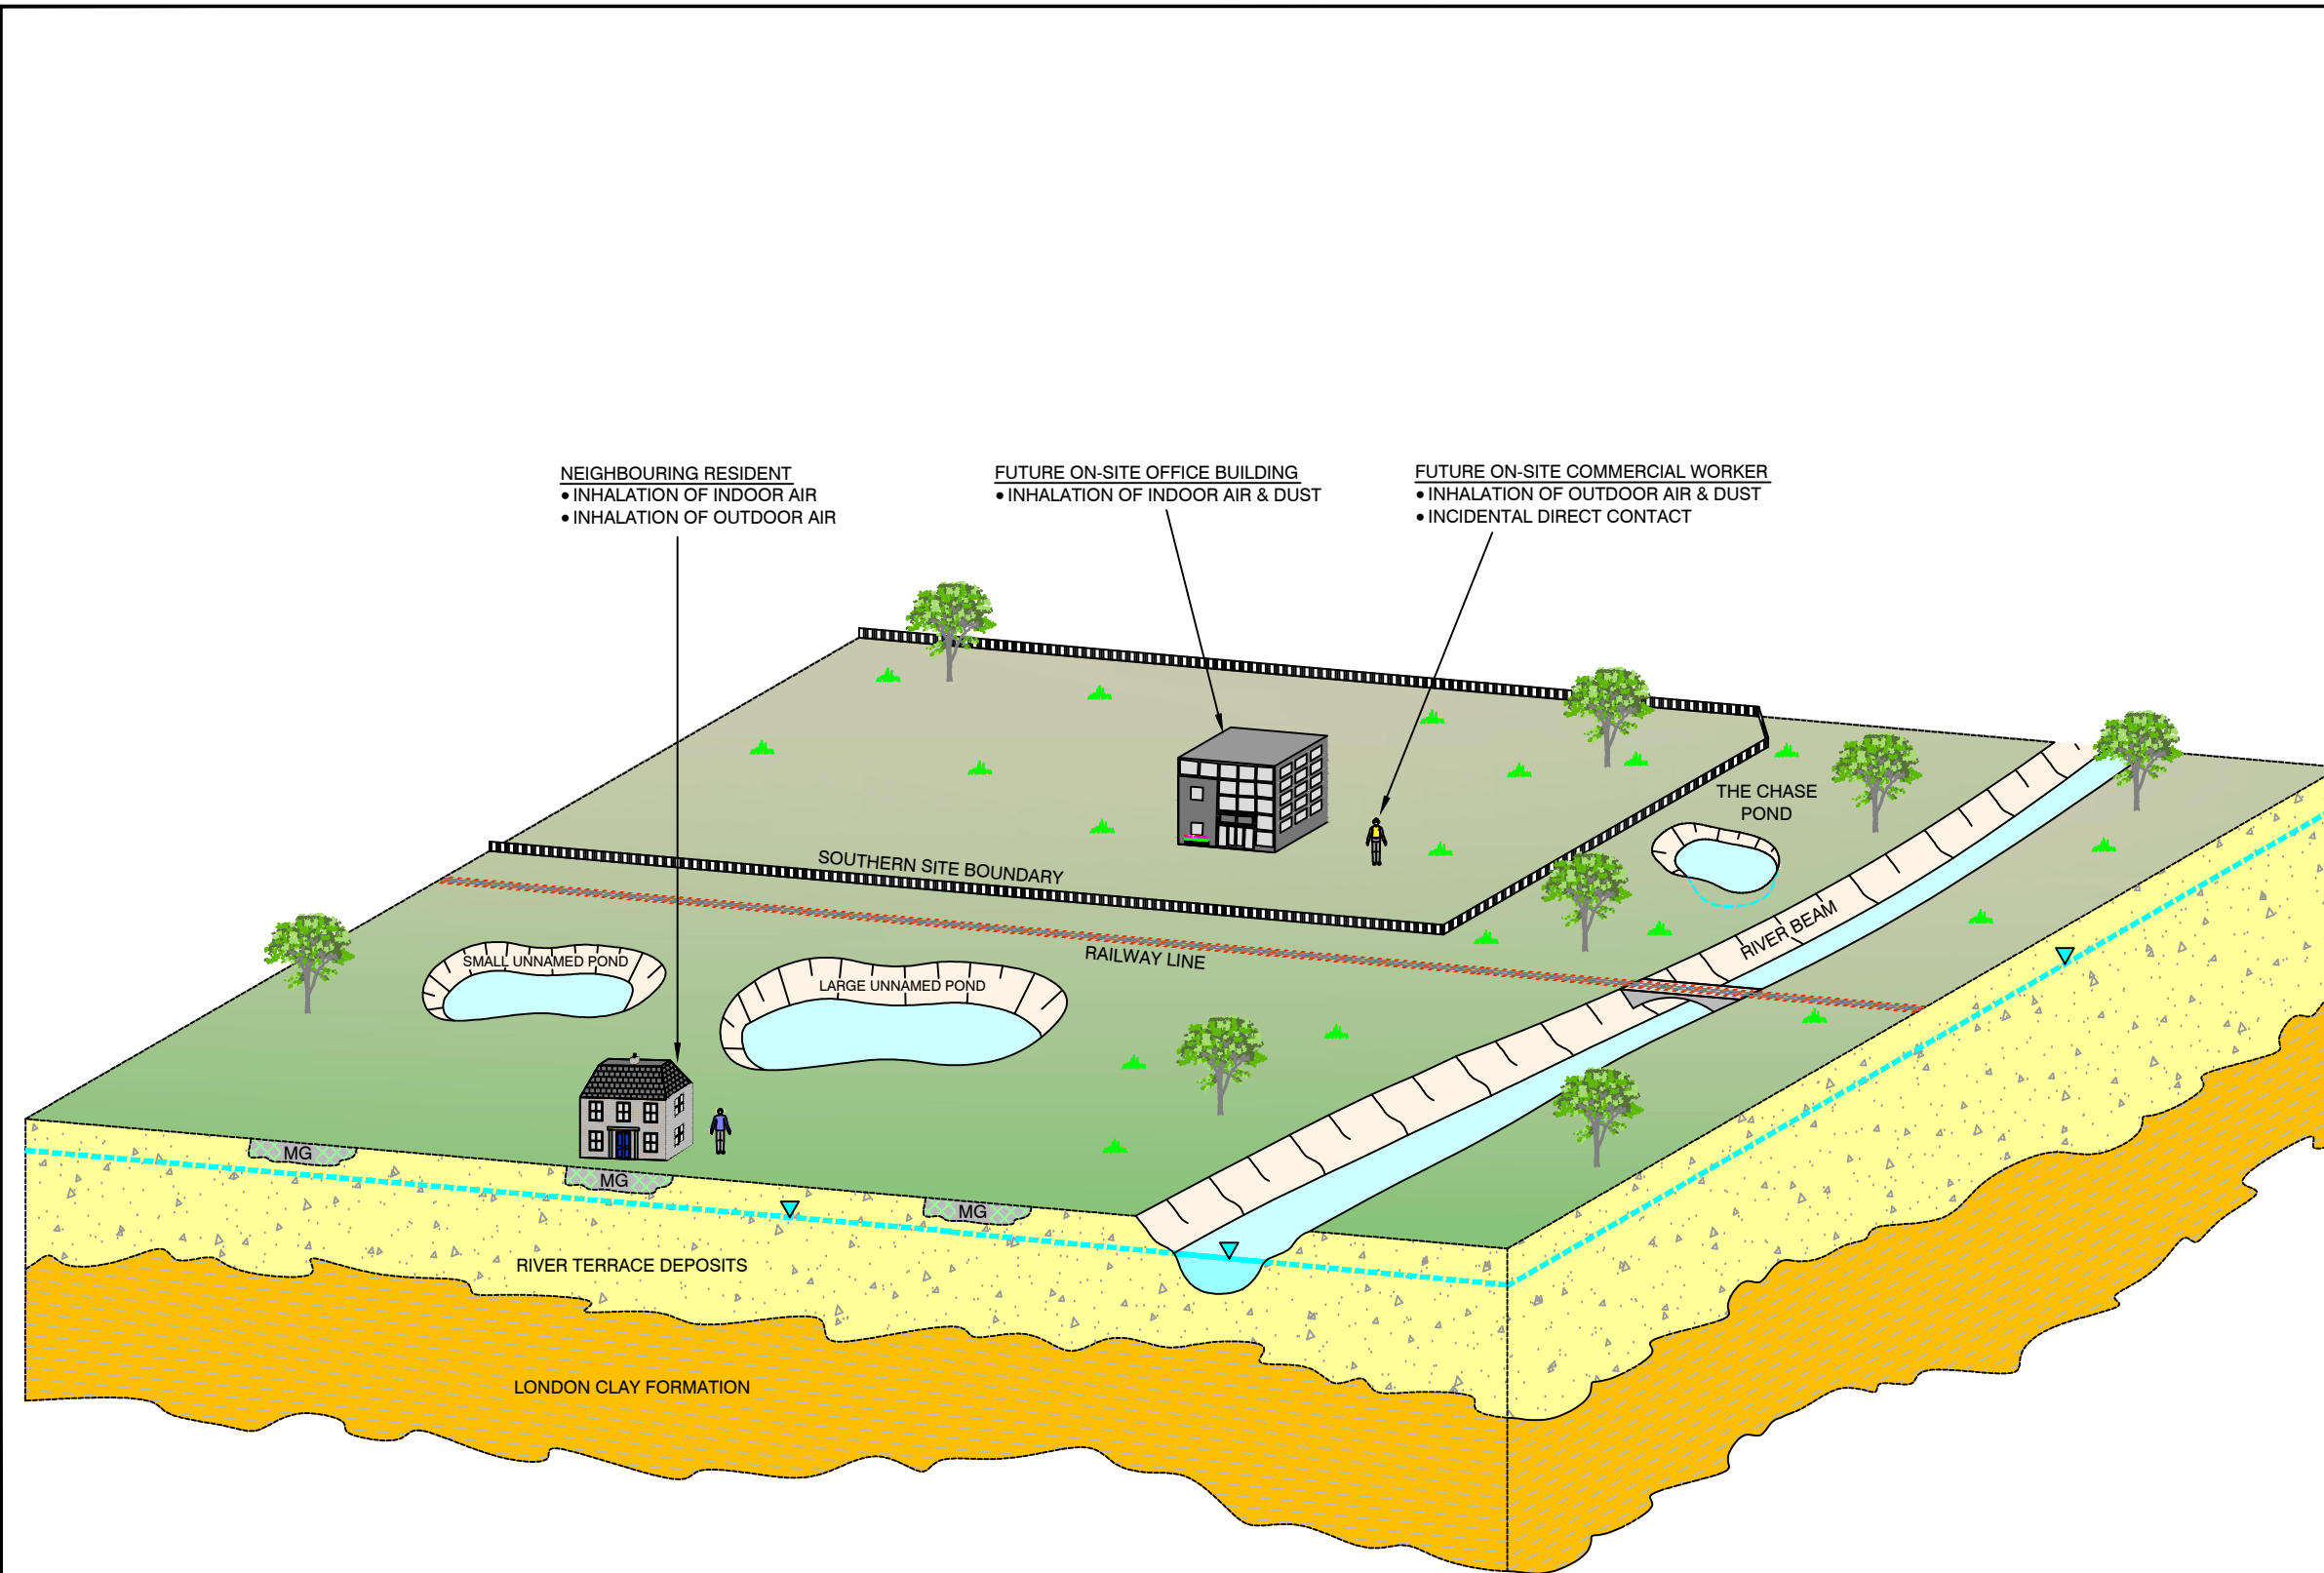 NEIGHBOURING RESIDENT
• INHALATION OF INDOOR AIR
• INHALATION OF OUTDOOR AIR
FUTURE ON-SITE OFFICE BUILDING
• INHALATION OF INDOOR AIR & DUST
FUTURE ON-SITE COMMERCIAL WORKER
• INHALATION OF OUTDOOR AIR & DUST
• INCIDENTAL DIRECT CONTACT
THE CHASE
POND
SOUTHERN SITE BOUNDARY
RIVER BEAM
RAILWAY LINE
SMALL UNNAMED POND
LARGE UNNAMED POND
MG
MG
MG
RIVER TERRACE DEPOSITS
LONDON CLAY FORMATION